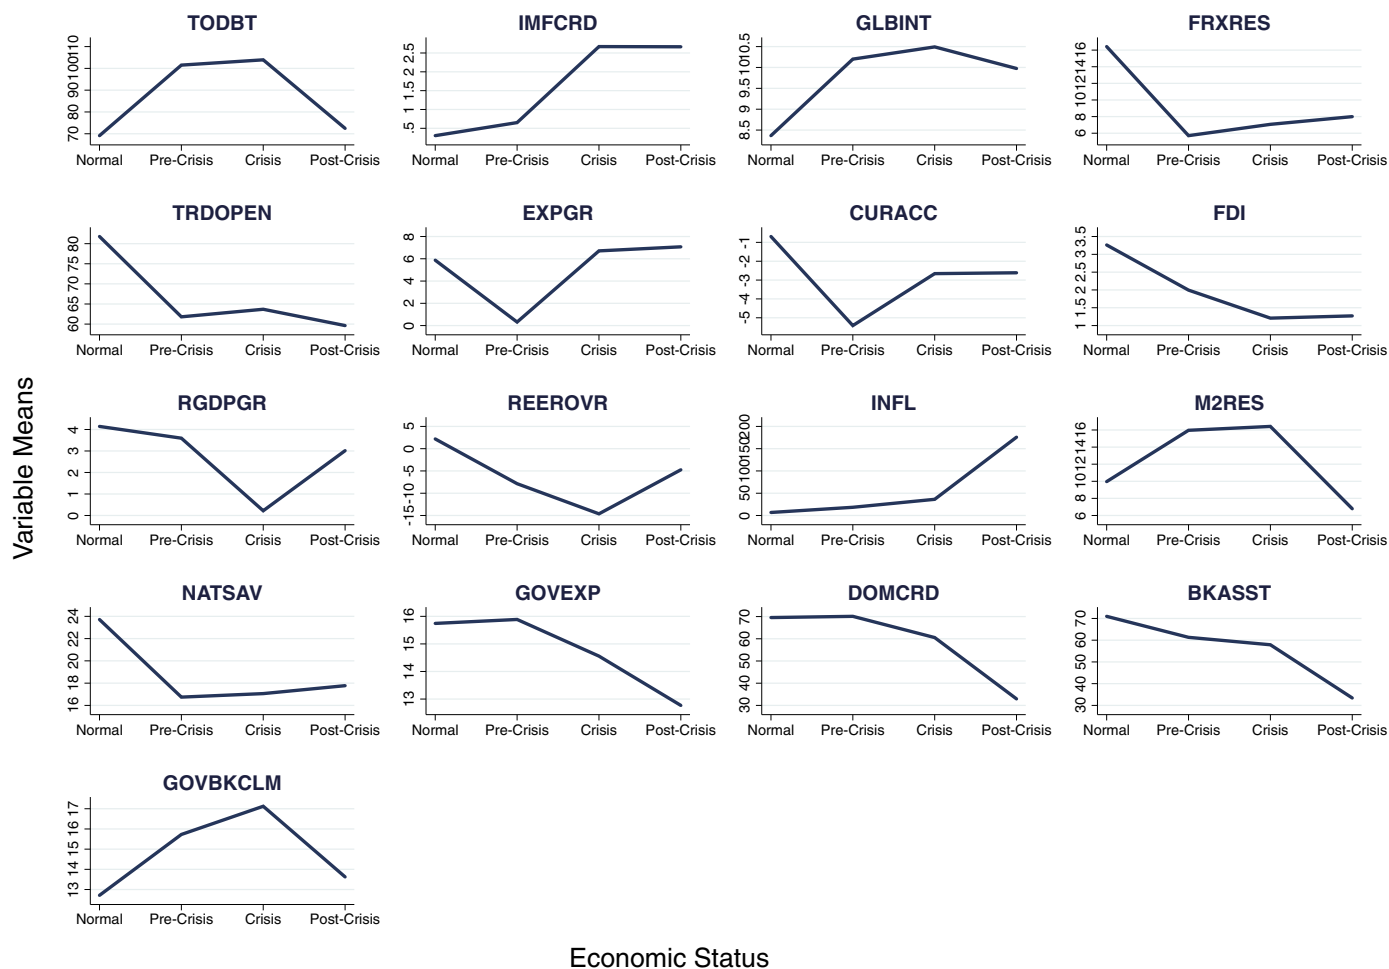 TODBT IMFCRD GLBINT FRXRES
70 80 90 100 110
.5 1 1.5 2 2.5
8.5 9 9.5 10 10.5
6 8 10 12 14 16
Normal Pre-Crisis Crisis Post-Crisis Normal Pre-Crisis Crisis Post-Crisis Normal Pre-Crisis Crisis Post-Crisis Normal Pre-Crisis Crisis Post-Crisis
TRDOPEN EXPGR CURACC FDI
60 65 70 75 80
0 2 4 6 8
-5 -4 -3 -2 -1
1 1.5 2 2.5 3 3.5
Normal Pre-Crisis Crisis Post-Crisis Normal Pre-Crisis Crisis Post-Crisis Normal Pre-Crisis Crisis Post-Crisis Normal Pre-Crisis Crisis Post-Crisis
Variable Means
RGDPGR REEROVR INFL M2RES
0 1 2 3 4
-15 -10 -5 0 5
0 50 100 150 200
6 8 10 12 14 16
Normal Pre-Crisis Crisis Post-Crisis Normal Pre-Crisis Crisis Post-Crisis Normal Pre-Crisis Crisis Post-Crisis Normal Pre-Crisis Crisis Post-Crisis
NATSAV GOVEXP DOMCRD BKASST
16 18 20 22 24
13 14 15 16
30 40 50 60 70
30 40 50 60 70
Normal Pre-Crisis Crisis Post-Crisis Normal Pre-Crisis Crisis Post-Crisis Normal Pre-Crisis Crisis Post-Crisis Normal Pre-Crisis Crisis Post-Crisis
GOVBKCLM
13 14 15 16 17
Normal Pre-Crisis Crisis Post-Crisis
Economic Status